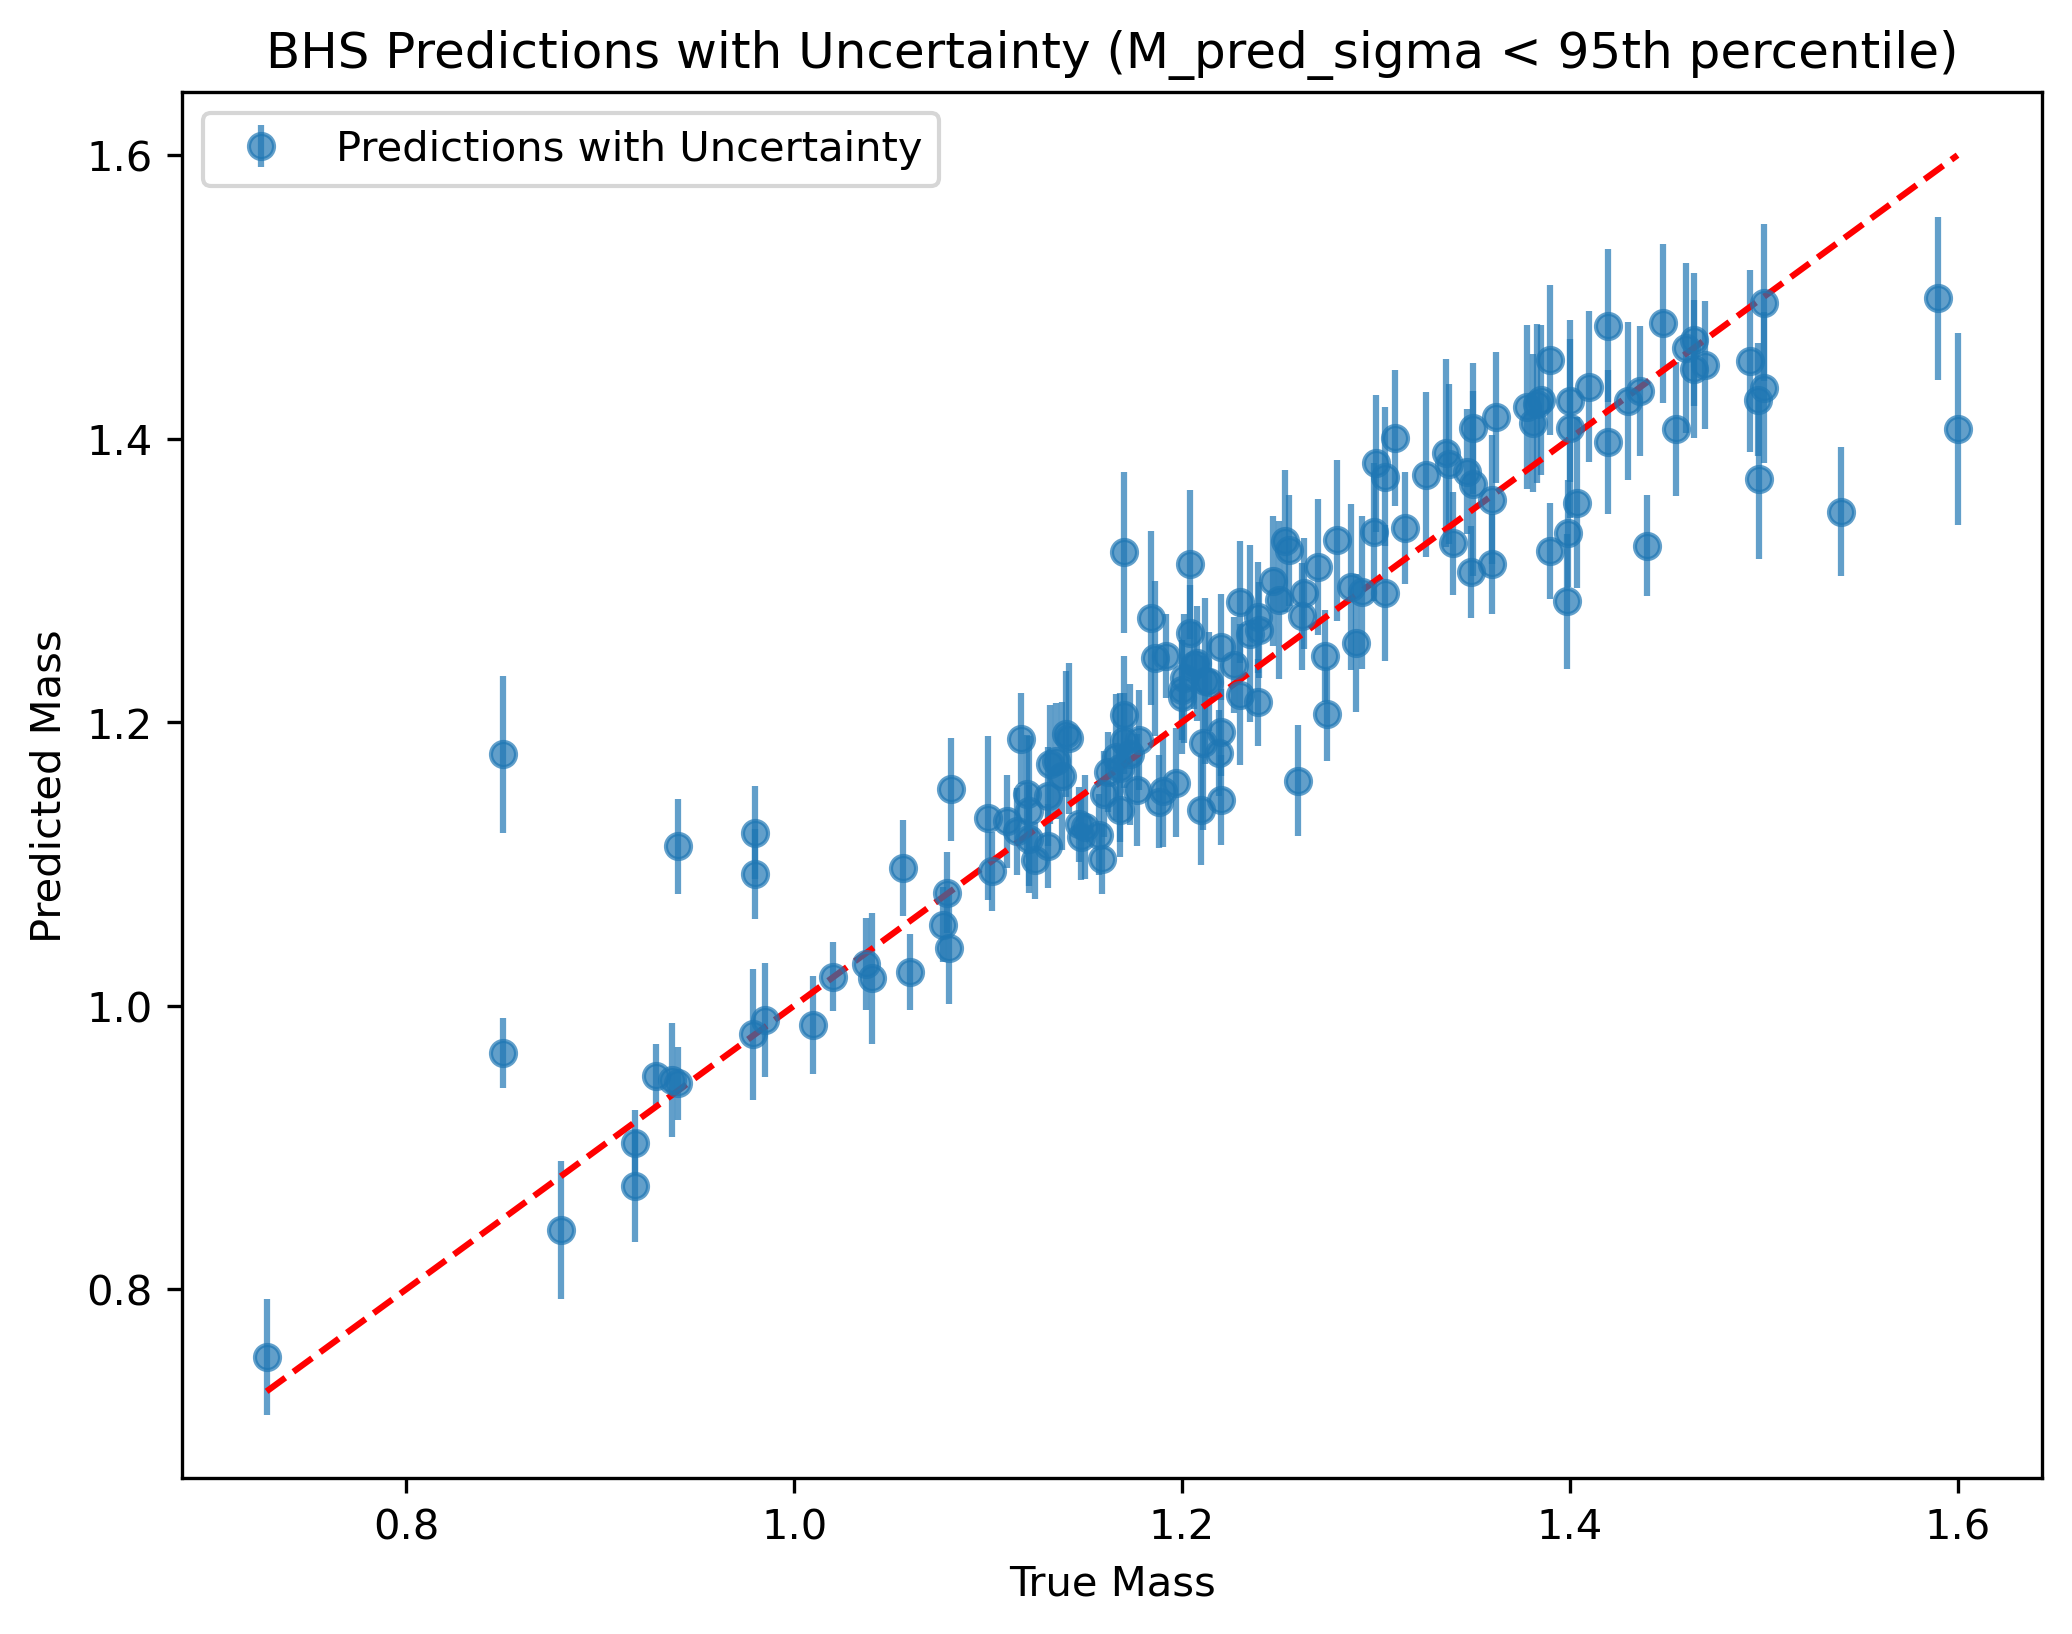 BHS Predictions with Uncertainty (M_pred_sigma < 95th percentile)
Predictions with Uncertainty
1.6
1.4
1.2
1.0
0.8
Predicted Mass
0.8 1.0 1.2 1.4 1.6
True Mass